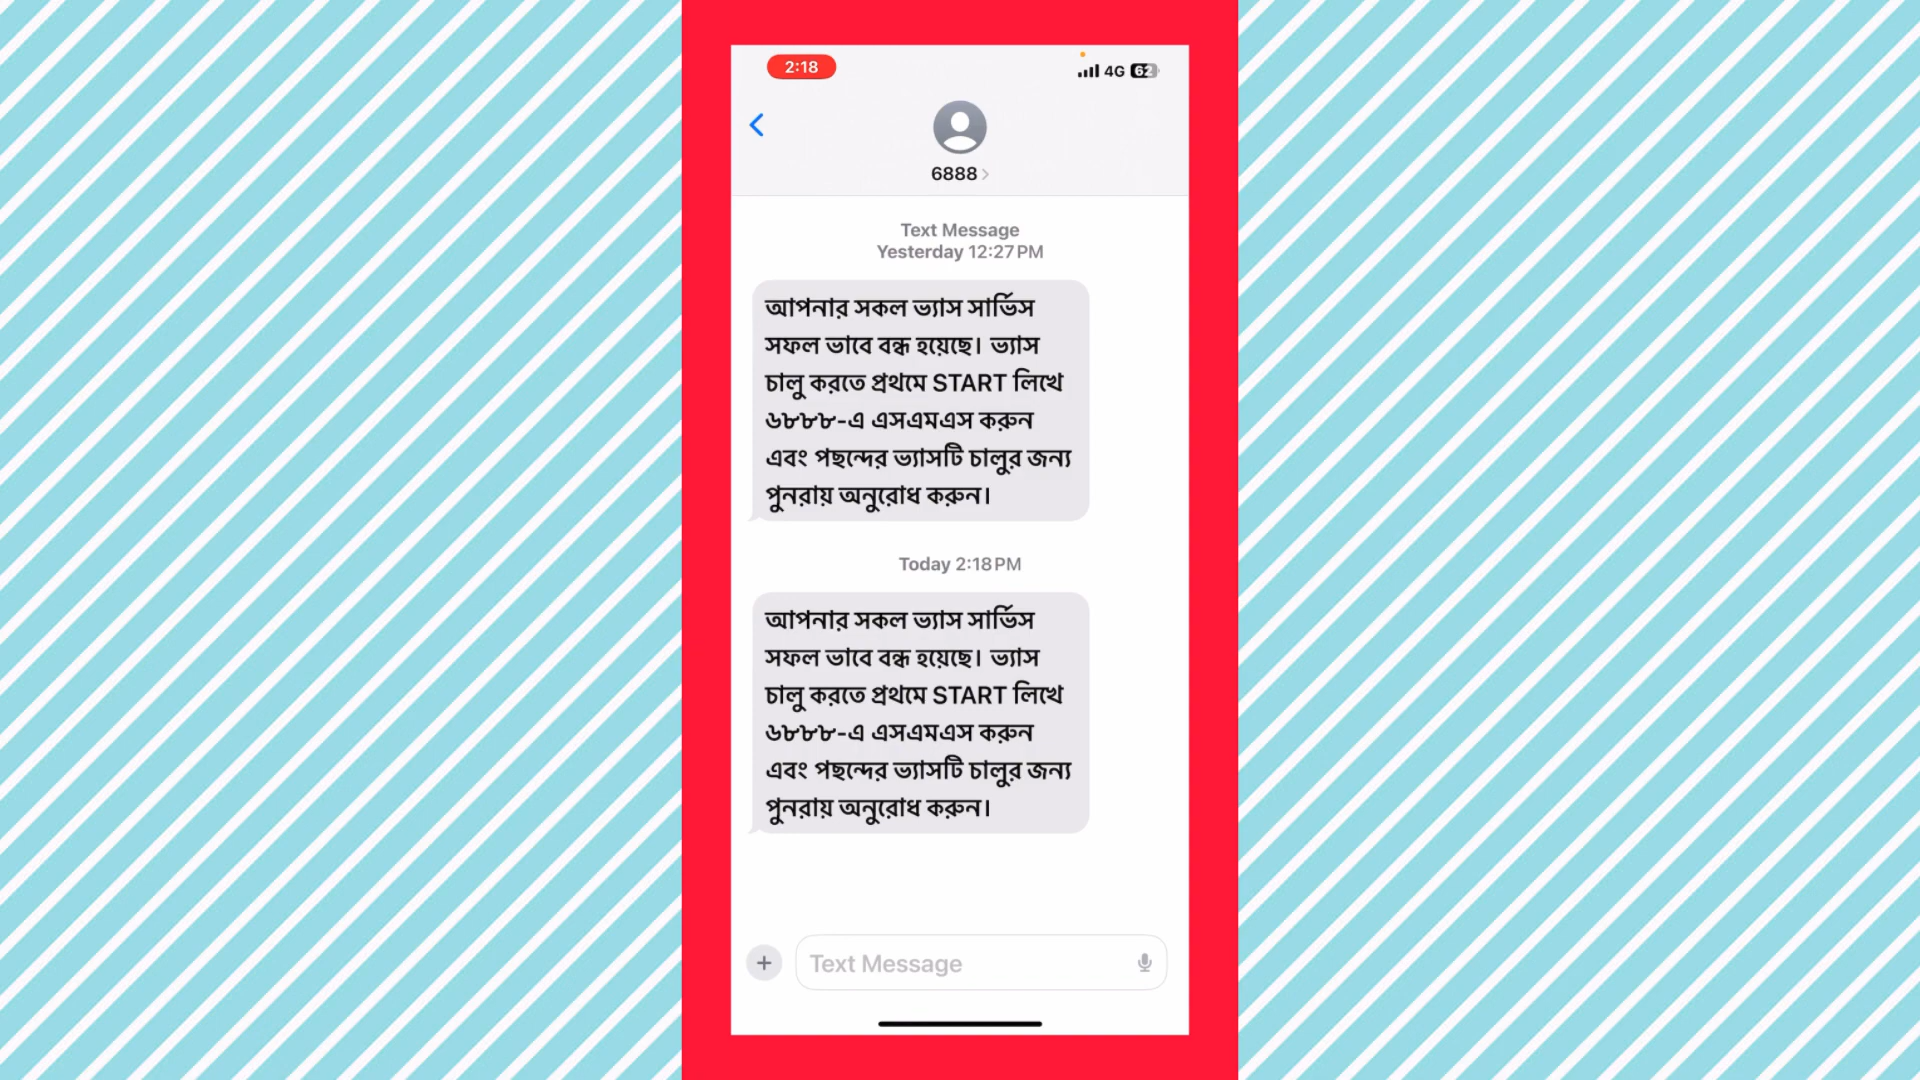 2:18
4G 62
6888
Text Message
Yesterday 12:27 PM
আপনার সকল ভ্যাস সার্ভিস
সফল ভাবে বন্ধ হয়েছে। ভ্যাস
চালু করতে প্রথমে START লিখে
৬৮৮৮-এ এসএমএস করুন
এবং পছন্দের ভ্যাসটি চালুর জন্য
পুনরায় অনুরোধ করুন।
Today 2:18 PM
আপনার সকল ভ্যাস সার্ভিস
সফল ভাবে বন্ধ হয়েছে। ভ্যাস
চালু করতে প্রথমে START লিখে
৬৮৮৮-এ এসএমএস করুন
এবং পছন্দের ভ্যাসটি চালুর জন্য
পুনরায় অনুরোধ করুন।
Text Message